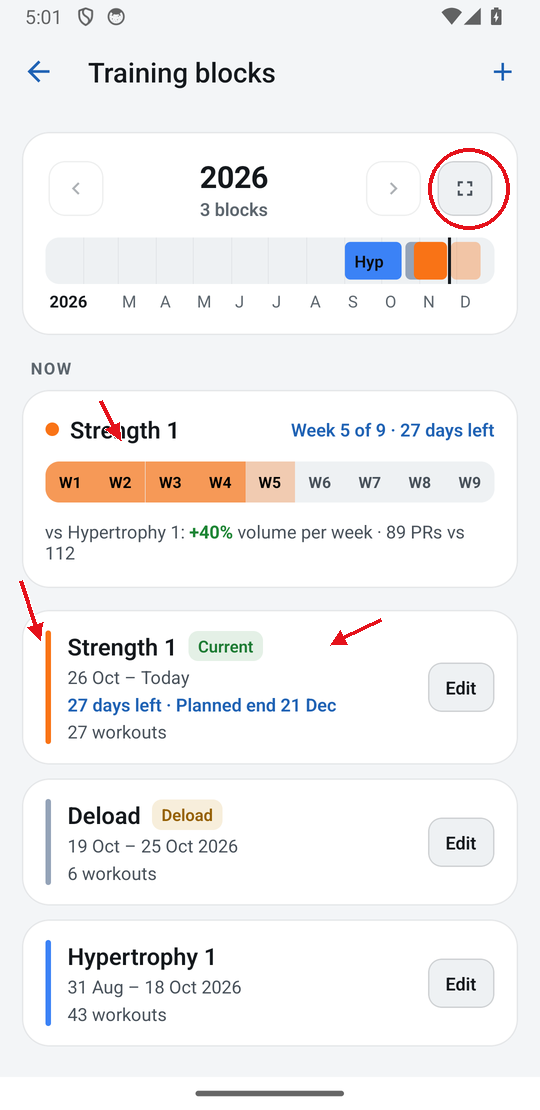 5:01
Training blocks
2026
3 blocks
Hyp
2026 M A M J J A S O N D
NOW
Strength 1
Week 5 of 9 · 27 days left
W1 W2 W3 W4 W5 W6 W7 W8 W9
vs Hypertrophy 1: +40% volume per week · 89 PRs vs
112
Strength 1 Current
26 Oct – Today
27 days left · Planned end 21 Dec
27 workouts
Edit
Deload Deload
19 Oct – 25 Oct 2026
6 workouts
Edit
Hypertrophy 1
31 Aug – 18 Oct 2026
43 workouts
Edit